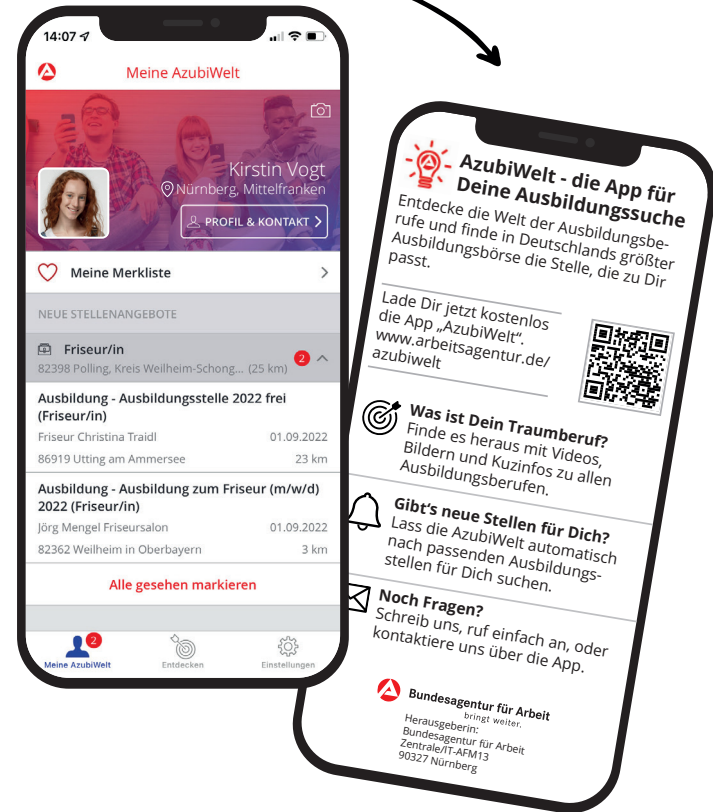 14:07
Meine AzubiWelt
Kirstin Vogt
Nürnberg, Mittelfranken
PROFIL & KONTAKT
Meine Merkliste
NEUE STELLENANGEBOTE
Friseur/in
82398 Polling, Kreis Weilheim-Schong... (25 km)
2
Ausbildung - Ausbildungsstelle 2022 frei
(Friseur/in)
Friseur Christina Traidl 01.09.2022
86919 Utting am Ammersee 23 km
Ausbildung - Ausbildung zum Friseur (m/w/d)
2022 (Friseur/in)
Jörg Mengel Friseursalon 01.09.2022
82362 Weilheim in Oberbayern 3 km
Alle gesehen markieren
2
Meine AzubiWelt Entdecken Einstellungen
AzubiWelt - die App für
Deine Ausbildungssuche
Entdecke die Welt der Ausbildungsbe-
rufe und finde in Deutschlands größter
Ausbildungsbörse die Stelle, die zu Dir
passt.
Lade Dir jetzt kostenlos
die App „AzubiWelt“.
www.arbeitsagentur.de/
azubiwelt
Was ist Dein Traumberuf?
Finde es heraus mit Videos,
Bildern und Kuzinfos zu allen
Ausbildungsberufen.
Gibt's neue Stellen für Dich?
Lass die AzubiWelt automatisch
nach passenden Ausbildungs-
stellen für Dich suchen.
Noch Fragen?
Schreib uns, ruf einfach an, oder
kontaktiere uns über die App.
Bundesagentur für Arbeit
bringt weiter.
Herausgeberin:
Bundesagentur für Arbeit
Zentrale/IT-AFM13
90327 Nürnberg